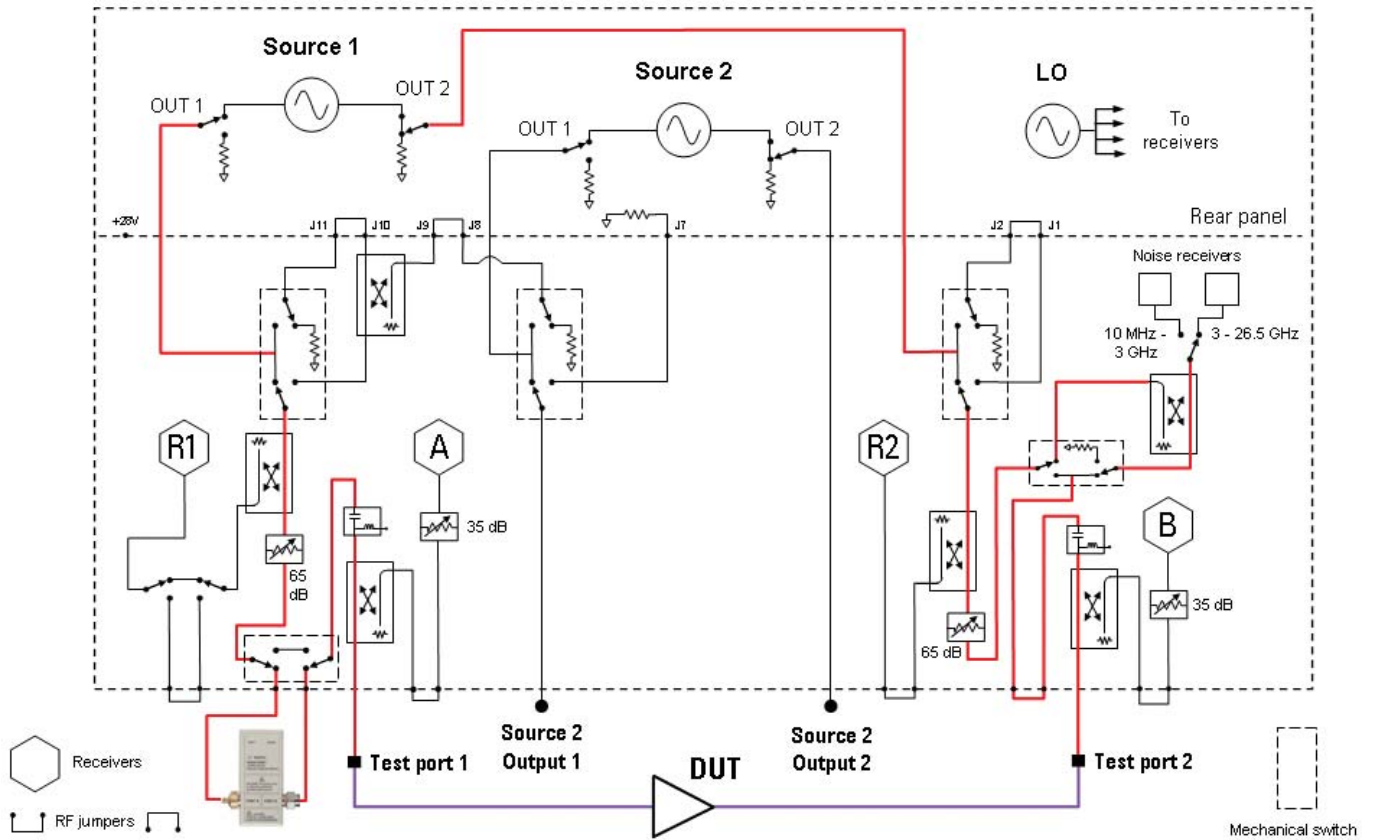 Source 1
OUT 1
OUT 2
Source 2
OUT 1
OUT 2
LO
To
receivers
+28V
J11
J10
J9
J8
J7
J2
J1
Rear panel
Noise receivers
10 MHz -
3 GHz
3 - 26.5 GHz
R1
A
35 dB
65
dB
R2
65 dB
B
35 dB
Source 2
Output 1
Source 2
Output 2
Test port 1
DUT
Test port 2
Receivers
RF jumpers
Mechanical switch